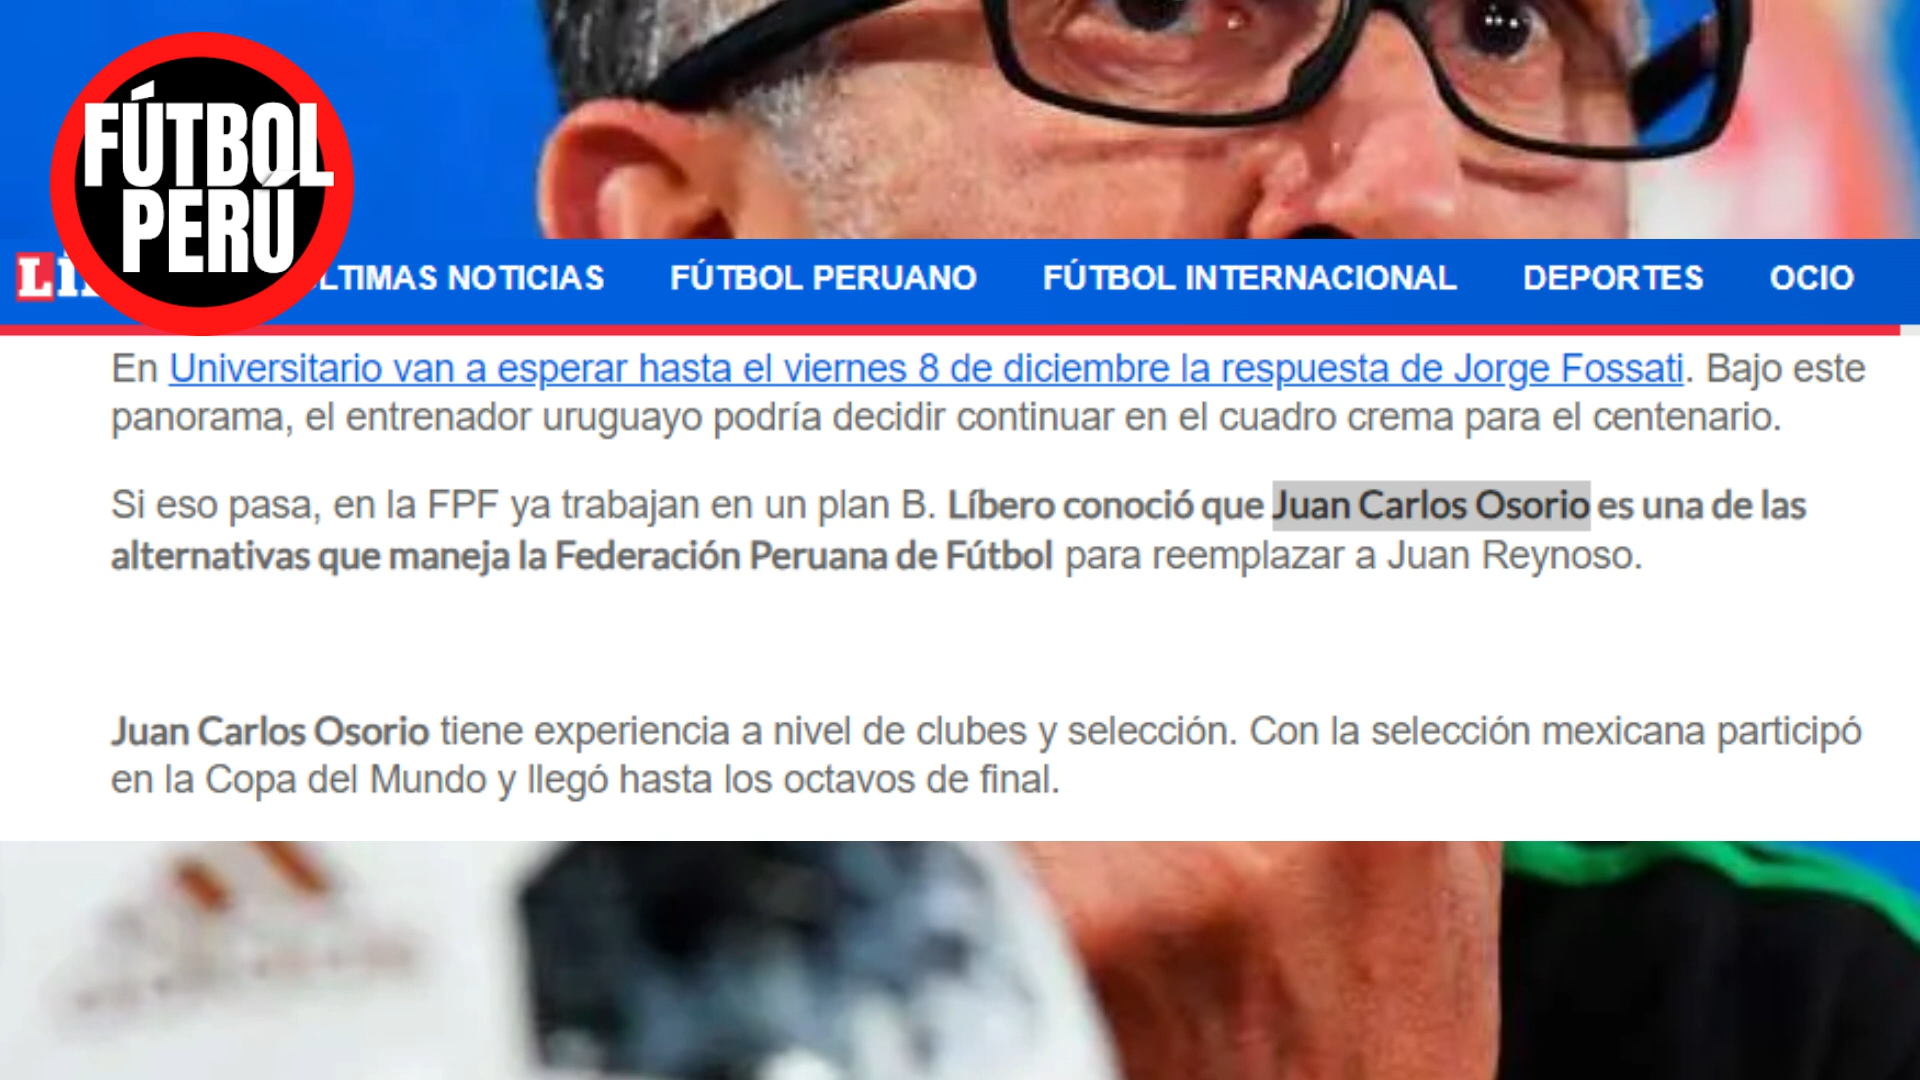 FÚTBOL
PERÚ
LTIMAS NOTICIAS FÚTBOL PERUANO FÚTBOL INTERNACIONAL DEPORTES OCIO
En Universitario van a esperar hasta el viernes 8 de diciembre la respuesta de Jorge Fossati. Bajo este
panorama, el entrenador uruguayo podría decidir continuar en el cuadro crema para el centenario.
Si eso pasa, en la FPF ya trabajan en un plan B. Líbero conoció que Juan Carlos Osorio es una de las
alternativas que maneja la Federación Peruana de Fútbol para reemplazar a Juan Reynoso.
Juan Carlos Osorio tiene experiencia a nivel de clubes y selección. Con la selección mexicana participó
en la Copa del Mundo y llegó hasta los octavos de final.